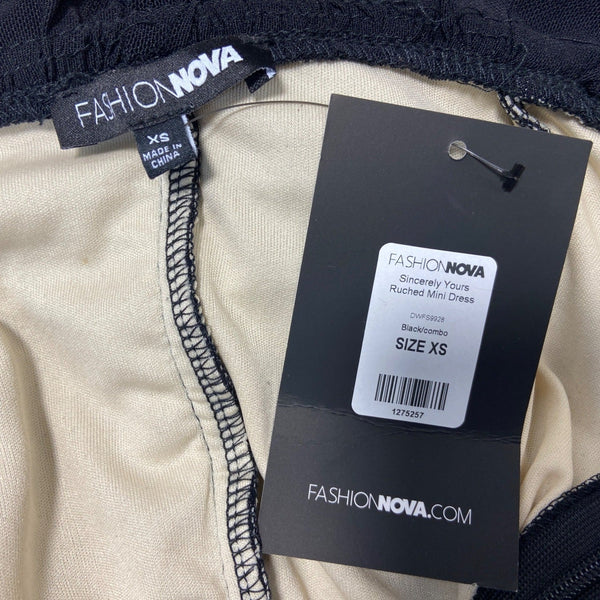 FASHIONNOVA
XS
MADE IN
CHINA
FASHIONNOVA
Sincerely Yours
Ruched Mini Dress
DWFS9928
Black/combo
SIZE XS
1275257
FASHIONNOVA.COM